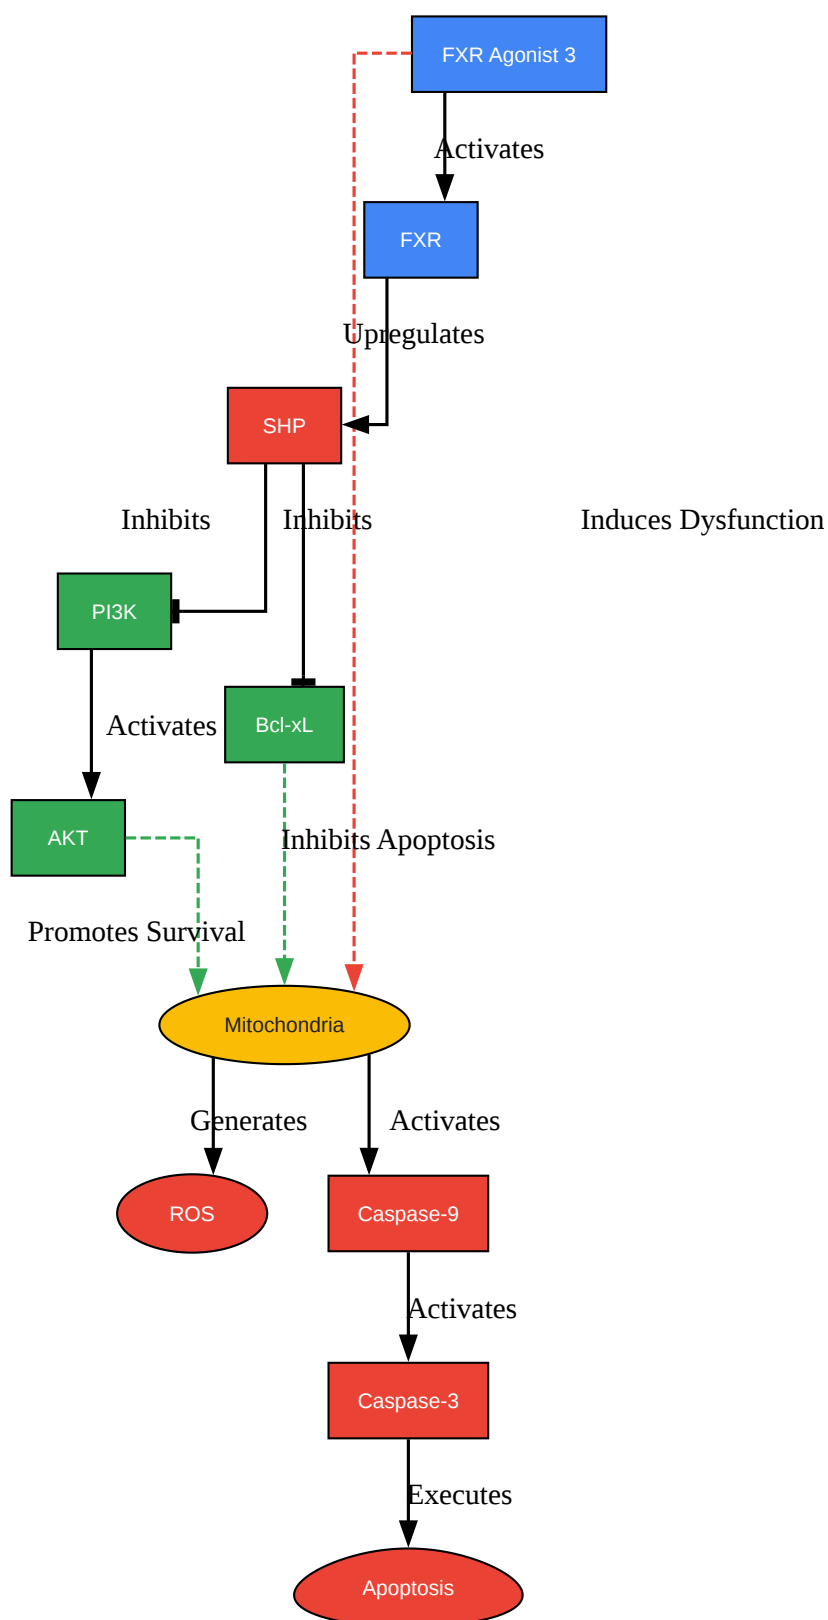 FXR Agonist 3
Activates
FXR
Upregulates
SHP
Inhibits
Inhibits
Induces Dysfunction
PI3K
Activates
Bcl-xL
AKT
Inhibits Apoptosis
Promotes Survival
Mitochondria
Generates
Activates
ROS
Caspase-9
Activates
Caspase-3
Executes
Apoptosis